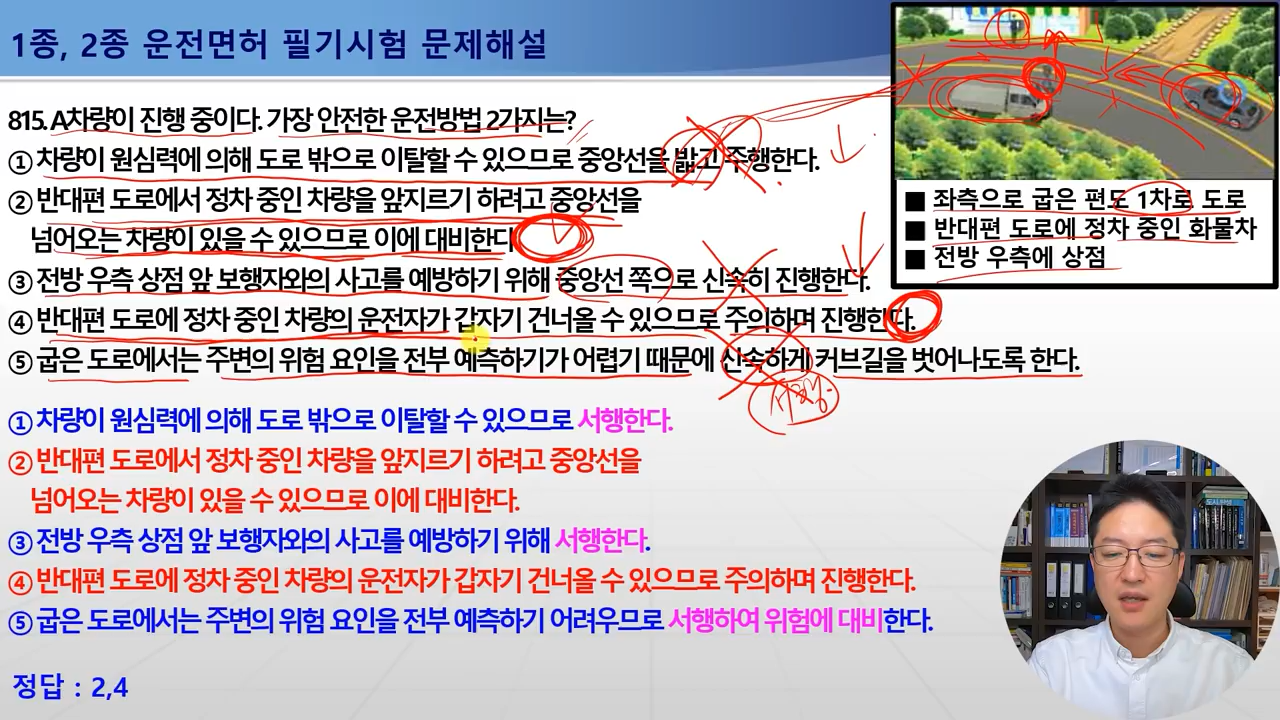 1종, 2종 운전면허 필기시험 문제해설
815. A차량이 진행 중이다. 가장 안전한 운전방법 2가지는?
① 차량이 원심력에 의해 도로 밖으로 이탈할 수 있으므로 중앙선을 밟고 주행한다.
② 반대편 도로에서 정차 중인 차량을 앞지르기 하려고 중앙선을
넘어오는 차량이 있을 수 있으므로 이에 대비한다
③ 전방 우측 상점 앞 보행자와의 사고를 예방하기 위해 중앙선 쪽으로 신속히 진행한다.
④ 반대편 도로에 정차 중인 차량의 운전자가 갑자기 건너올 수 있으므로 주의하며 진행한다.
⑤ 굽은 도로에서는 주변의 위험 요인을 전부 예측하기가 어렵기 때문에 신속하게 커브길을 벗어나도록 한다.
서행
■ 좌측으로 굽은 편도 1차로 도로
■ 반대편 도로에 정차 중인 화물차
■ 전방 우측에 상점
① 차량이 원심력에 의해 도로 밖으로 이탈할 수 있으므로 서행한다.
② 반대편 도로에서 정차 중인 차량을 앞지르기 하려고 중앙선을
넘어오는 차량이 있을 수 있으므로 이에 대비한다.
③ 전방 우측 상점 앞 보행자와의 사고를 예방하기 위해 서행한다.
④ 반대편 도로에 정차 중인 차량의 운전자가 갑자기 건너올 수 있으므로 주의하며 진행한다.
⑤ 굽은 도로에서는 주변의 위험 요인을 전부 예측하기 어려우므로 서행하여 위험에 대비한다.
정답 : 2,4